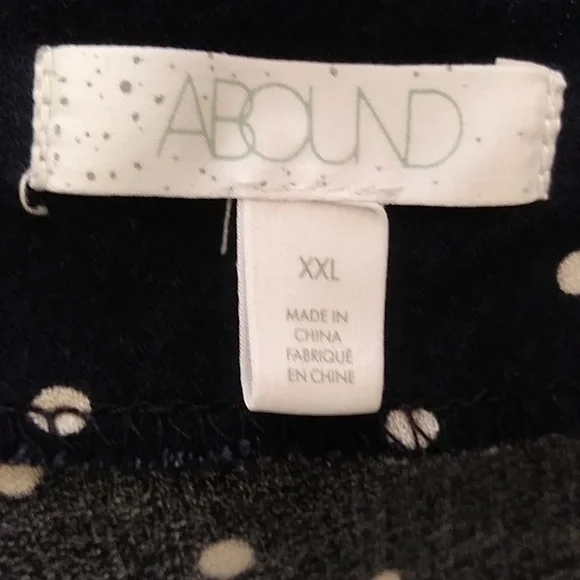 ABOUND
XXL
MADE IN
CHINA
FABRIQUÉ
EN CHINE